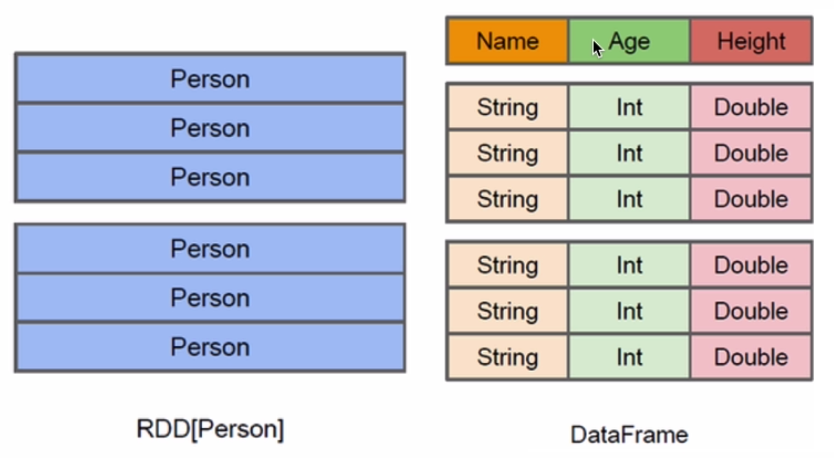 Person
Person
Person
Person
Person
Person
RDD[Person]
Name Age Height
String Int Double
String Int Double
String Int Double
String Int Double
String Int Double
String Int Double
DataFrame